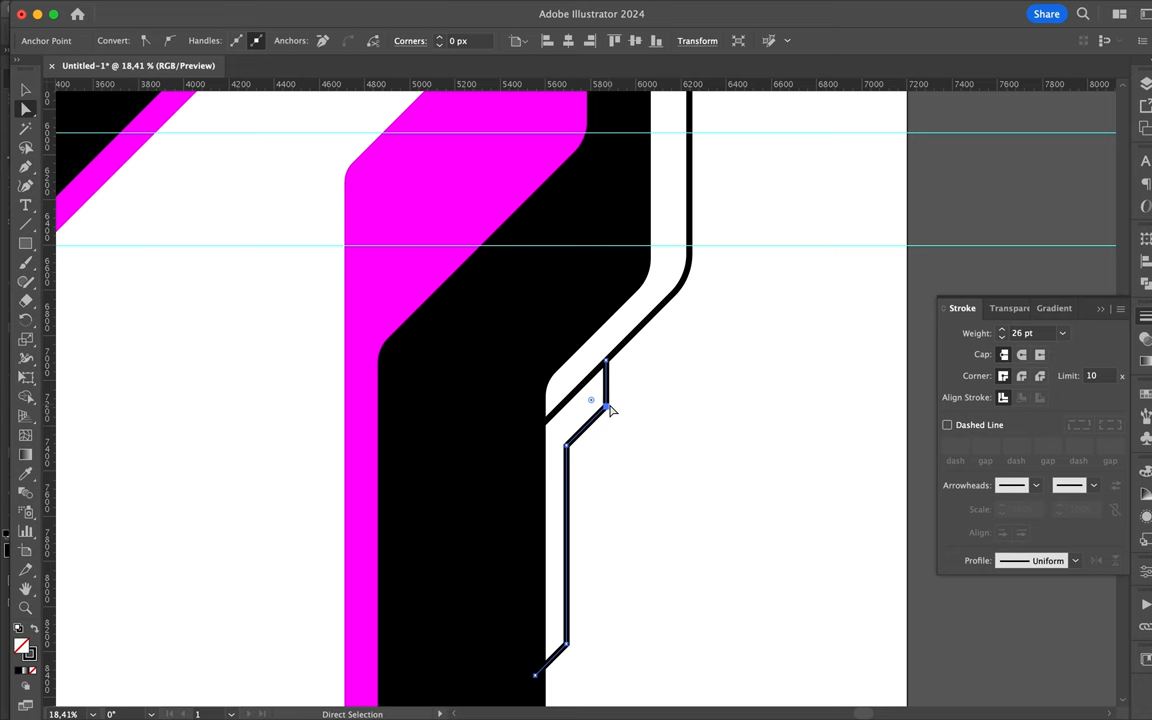 Adobe Illustrator 2024
Share
Anchor Point
Convert:
Handles:
Anchors:
Corners:
0 px
Transform
Untitled-1* @ 18,41 % (RGB/Preview)
400
3800
4000
4200
4400
4600
4800
5000
5200
5400
5600
5800
6000
6200
6400
6600
6800
7000
7200
7400
7600
7800
8000
Stroke
Transpare
Gradient
Weight:
26 pt
Cap:
Corner:
Limit:
10
x
Align Stroke:
Dashed Line
dash
gap
dash
gap
dash
gap
Arrowheads:
Scale:
Align:
Profile:
Uniform
18,41%
0°
1
Direct Selection